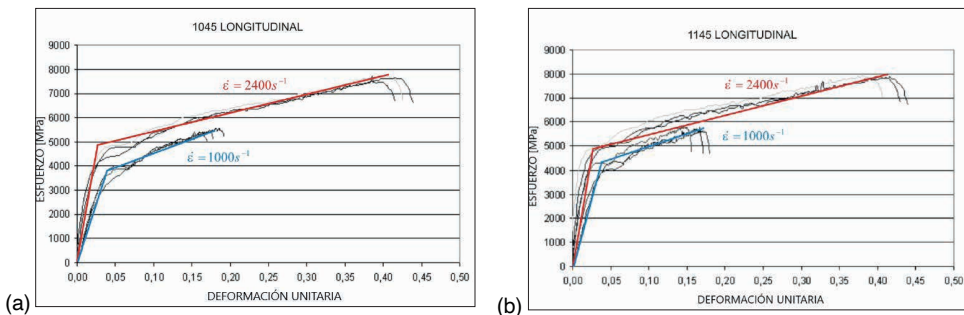 1045 LONGITUDINAL
ESFUERZO [MPa]
9000
8000
7000
6000
5000
4000
3000
2000
1000
0
ε̇ = 2400s⁻¹
ε̇ = 1000s⁻¹
0,00 0,05 0,10 0,15 0,20 0,25 0,30 0,35 0,40 0,45 0,50
DEFORMACIÓN UNITARIA
(a)
1145 LONGITUDINAL
ESFUERZO [MPa]
9000
8000
7000
6000
5000
4000
3000
2000
1000
0
ε̇ = 2400s⁻¹
ε̇ = 1000s⁻¹
0,00 0,05 0,10 0,15 0,20 0,25 0,30 0,35 0,40 0,45 0,50
DEFORMACIÓN UNITARIA
(b)